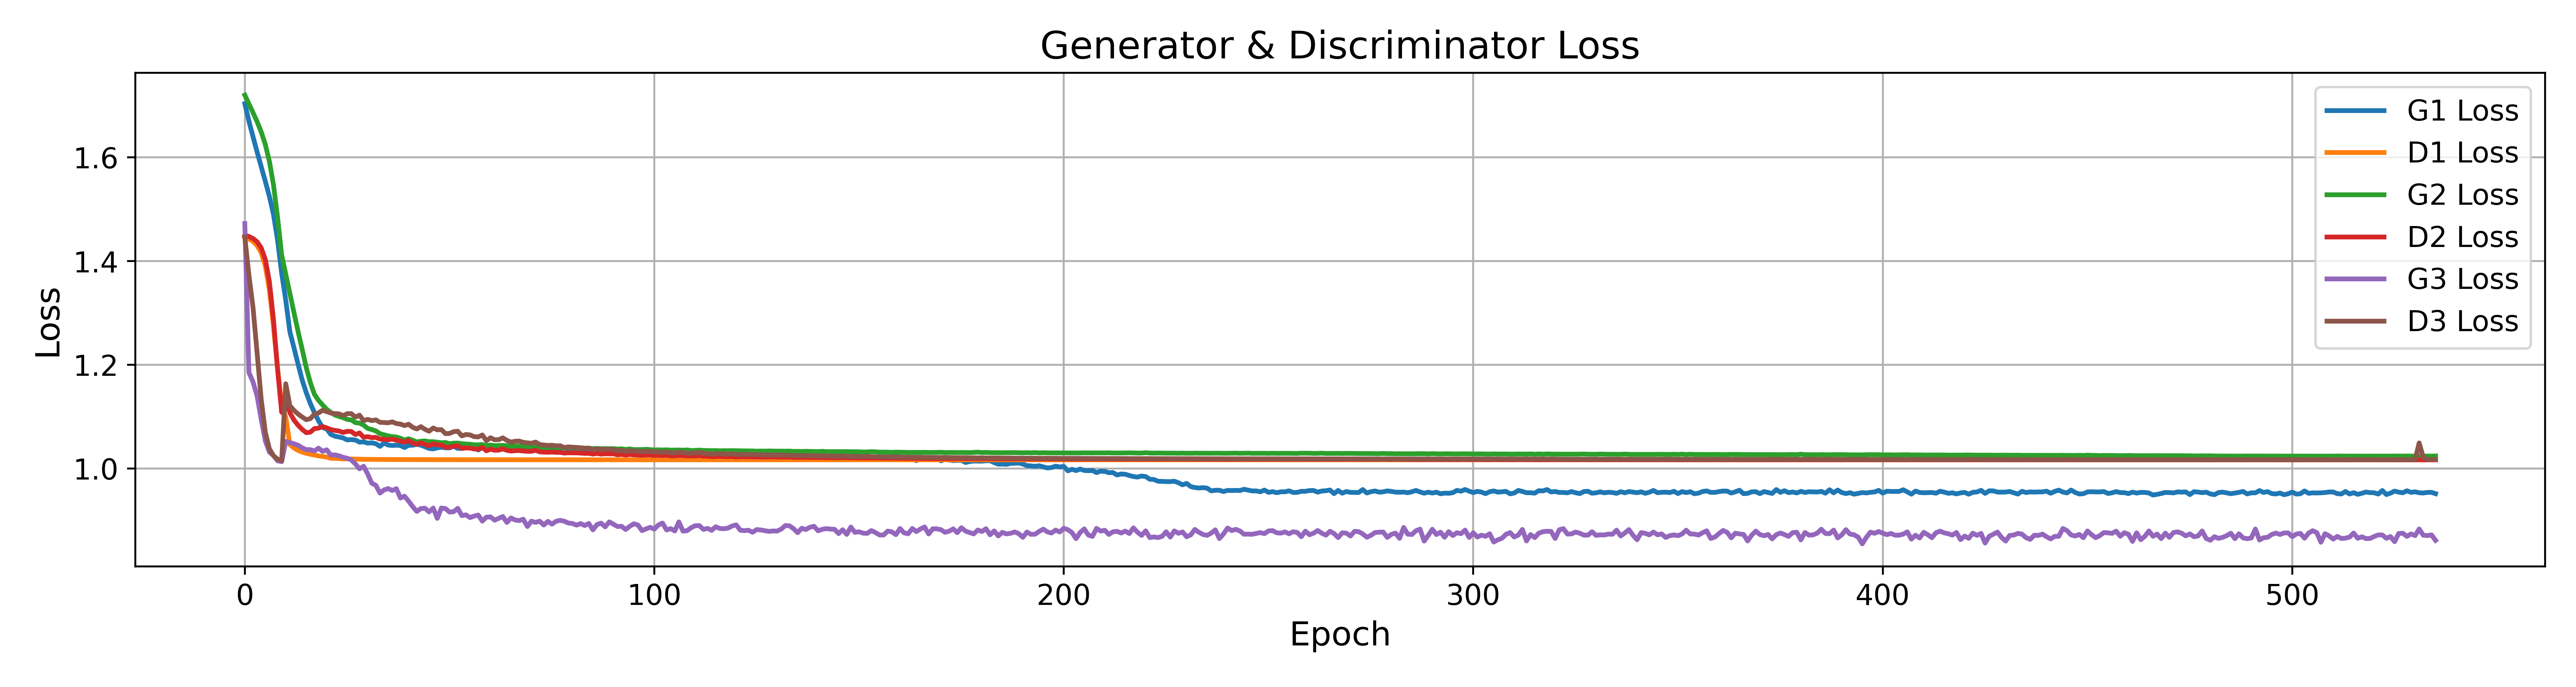 Generator & Discriminator Loss
Loss
1.6
1.4
1.2
1.0
G1 Loss
D1 Loss
G2 Loss
D2 Loss
G3 Loss
D3 Loss
0 100 200 300 400 500
Epoch